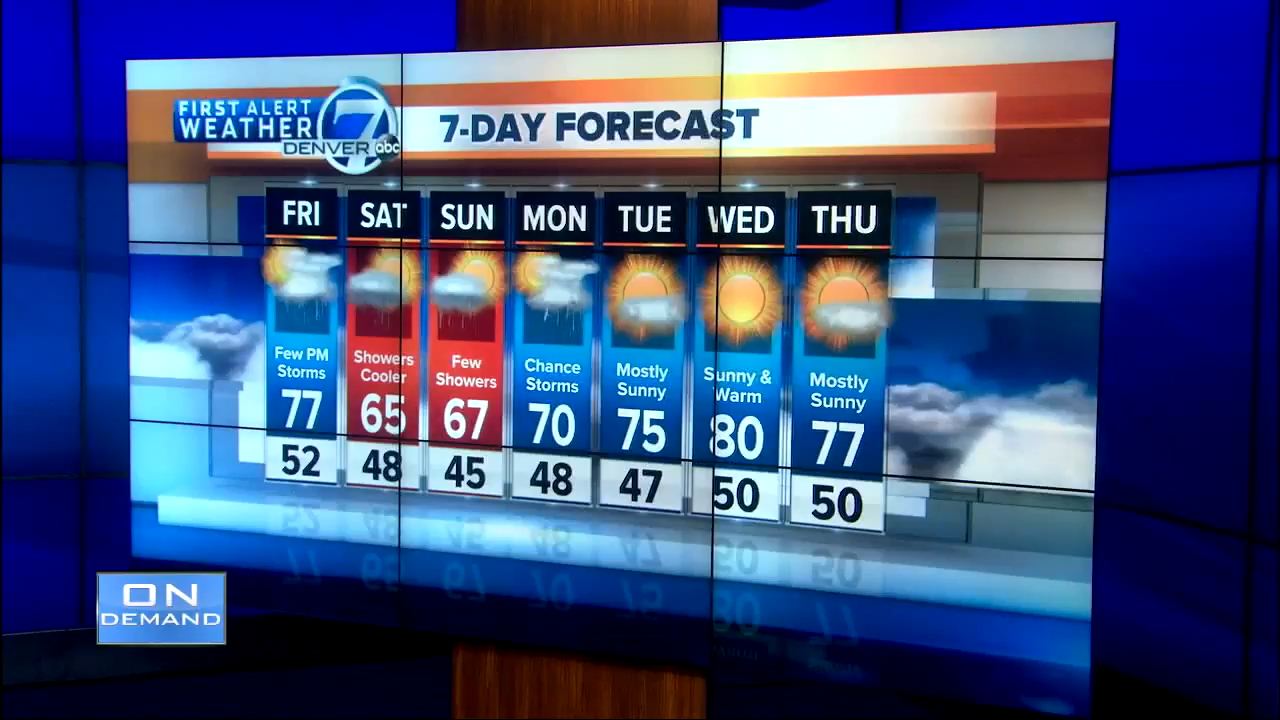 FIRST ALERT
WEATHER
7
DENVER abc
7-DAY FORECAST
FRI SAT SUN MON TUE WED THU
Few PM Storms
Showers Cooler
Few Showers
Chance Storms
Mostly Sunny
Sunny & Warm
Mostly Sunny
77 65 67 70 75 80 77
52 48 45 48 47 50 50
ON
DEMAND